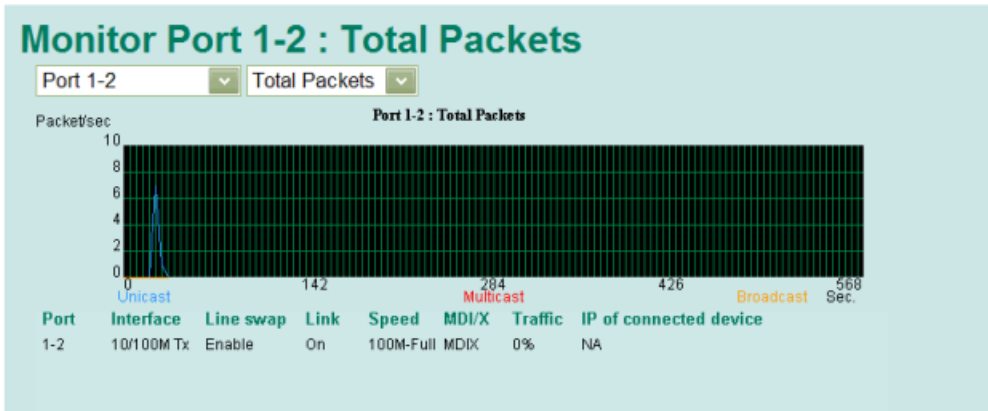 Monitor Port 1-2 : Total Packets
Port 1-2 Total Packets
Packet/sec Port 1-2 : Total Packets
10
8
6
4
2
0
0 142 284 426 568
Unicast Multicast Broadcast Sec.
Port Interface Line swap Link Speed MDI/X Traffic IP of connected device
1-2 10/100M Tx Enable On 100M-Full MDIX 0% NA